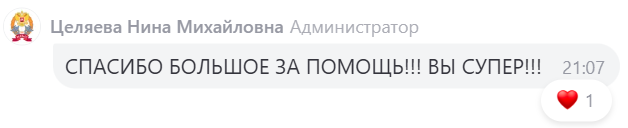 Целяева Нина Михайловна Администратор
СПАСИБО БОЛЬШОЕ ЗА ПОМОЩЬ!!! ВЫ СУПЕР!!! 21:07
1